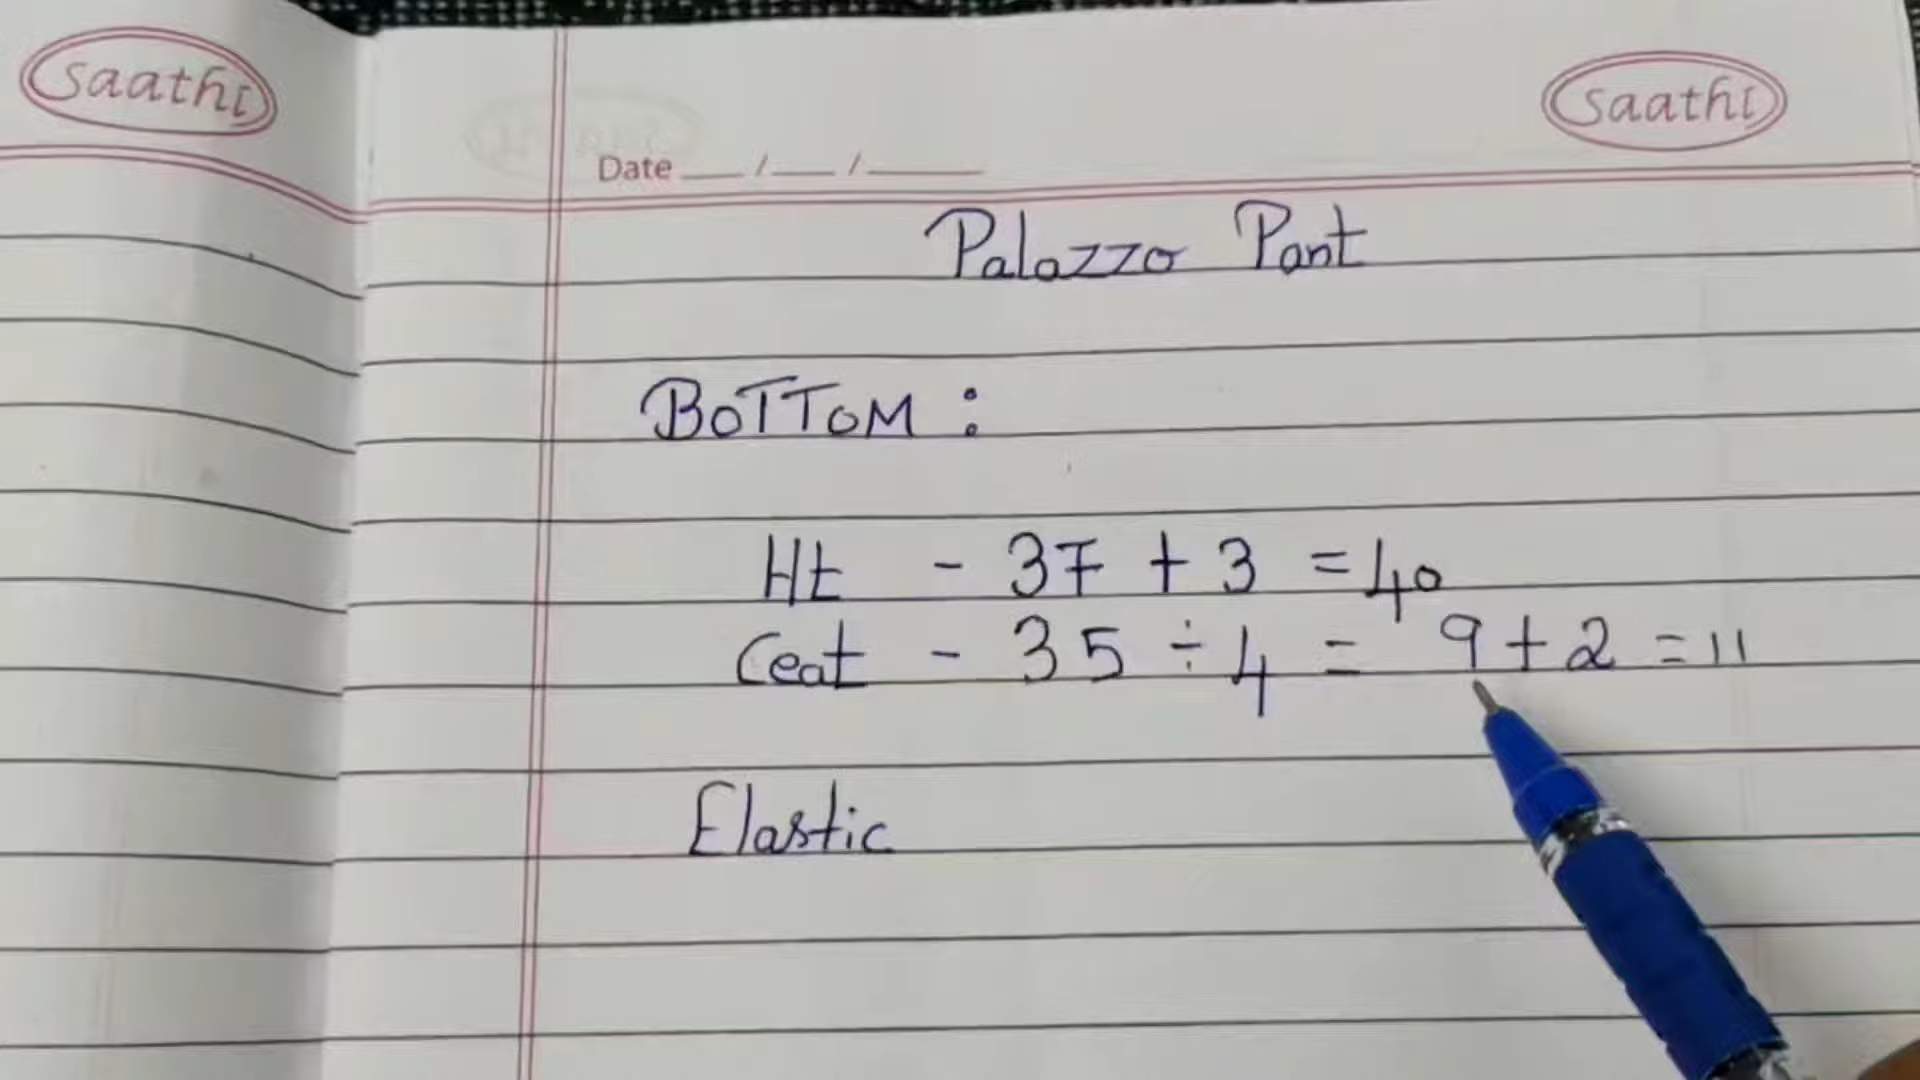 saathi
saathi
Date __/__/____
Palazzo Pant
BOTTOM :
Ht - 37 + 3 = 40
Ceat - 35 ÷ 4 = 9 + 2 = 11
Elastic